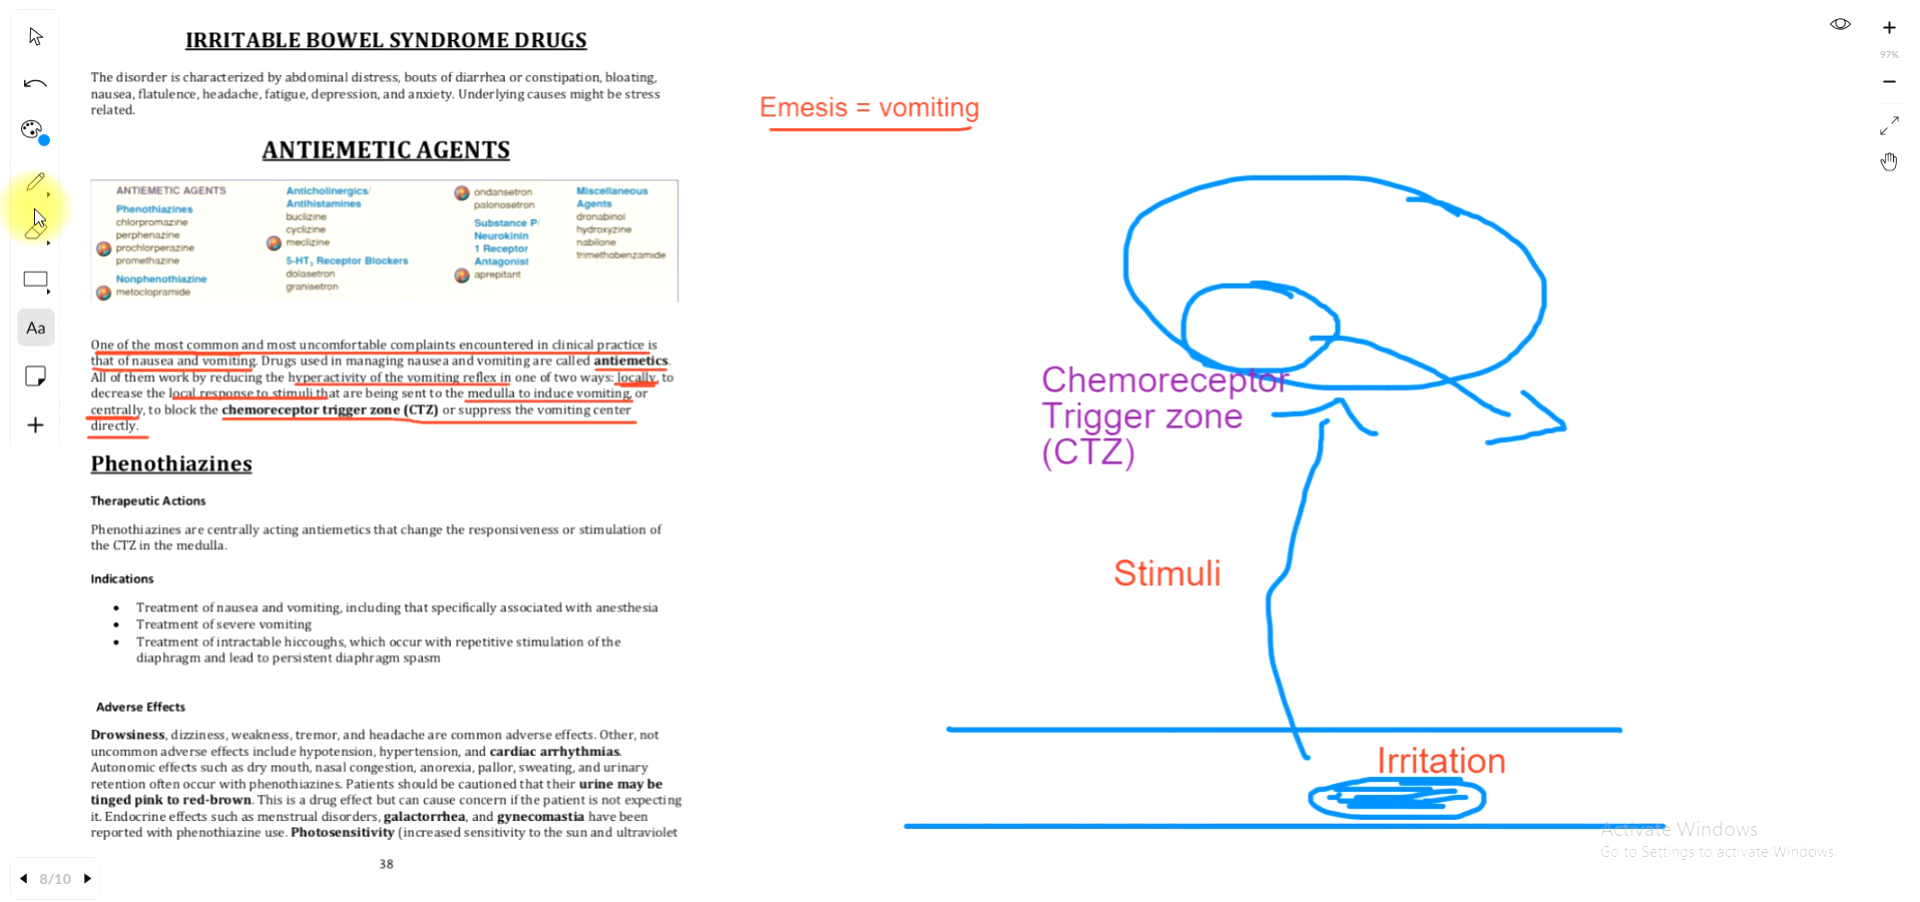 IRRITABLE BOWEL SYNDROME DRUGS
The disorder is characterized by abdominal distress, bouts of diarrhea or constipation, bloating,
nausea, flatulence, headache, fatigue, depression, and anxiety. Underlying causes might be stress
related.
ANTIEMETIC AGENTS
ANTIEMETIC AGENTS
Phenothiazines
chlorpromazine
perphenazine
prochlorperazine
promethazine
Nonphenothiazine
metoclopramide
Anticholinergics/
Antihistamines
buclizine
cyclizine
meclizine
5-HT3 Receptor Blockers
dolasetron
granisetron
ondansetron
palonosetron
Substance P/
Neurokinin
1 Receptor
Antagonist
aprepitant
Miscellaneous
Agents
dronabinol
hydroxyzine
nabilone
trimethobenzamide
One of the most common and most uncomfortable complaints encountered in clinical practice is
that of nausea and vomiting. Drugs used in managing nausea and vomiting are called antiemetics.
All of them work by reducing the hyperactivity of the vomiting reflex in one of two ways: locally, to
decrease the local response to stimuli that are being sent to the medulla to induce vomiting, or
centrally, to block the chemoreceptor trigger zone (CTZ) or suppress the vomiting center
directly.
Phenothiazines
Therapeutic Actions
Phenothiazines are centrally acting antiemetics that change the responsiveness or stimulation of
the CTZ in the medulla.
Indications
• Treatment of nausea and vomiting, including that specifically associated with anesthesia
• Treatment of severe vomiting
• Treatment of intractable hiccoughs, which occur with repetitive stimulation of the
diaphragm and lead to persistent diaphragm spasm
Adverse Effects
Drowsiness, dizziness, weakness, tremor, and headache are common adverse effects. Other, not
uncommon adverse effects include hypotension, hypertension, and cardiac arrhythmias.
Autonomic effects such as dry mouth, nasal congestion, anorexia, pallor, sweating, and urinary
retention often occur with phenothiazines. Patients should be cautioned that their urine may be
tinged pink to red-brown. This is a drug effect but can cause concern if the patient is not expecting
it. Endocrine effects such as menstrual disorders, galactorrhea, and gynecomastia have been
reported with phenothiazine use. Photosensitivity (increased sensitivity to the sun and ultraviolet
38
Emesis = vomiting
Chemoreceptor
Trigger zone
(CTZ)
Stimuli
Irritation
Activate Windows
Go to Settings to activate Windows.
Aa
8/10
97%